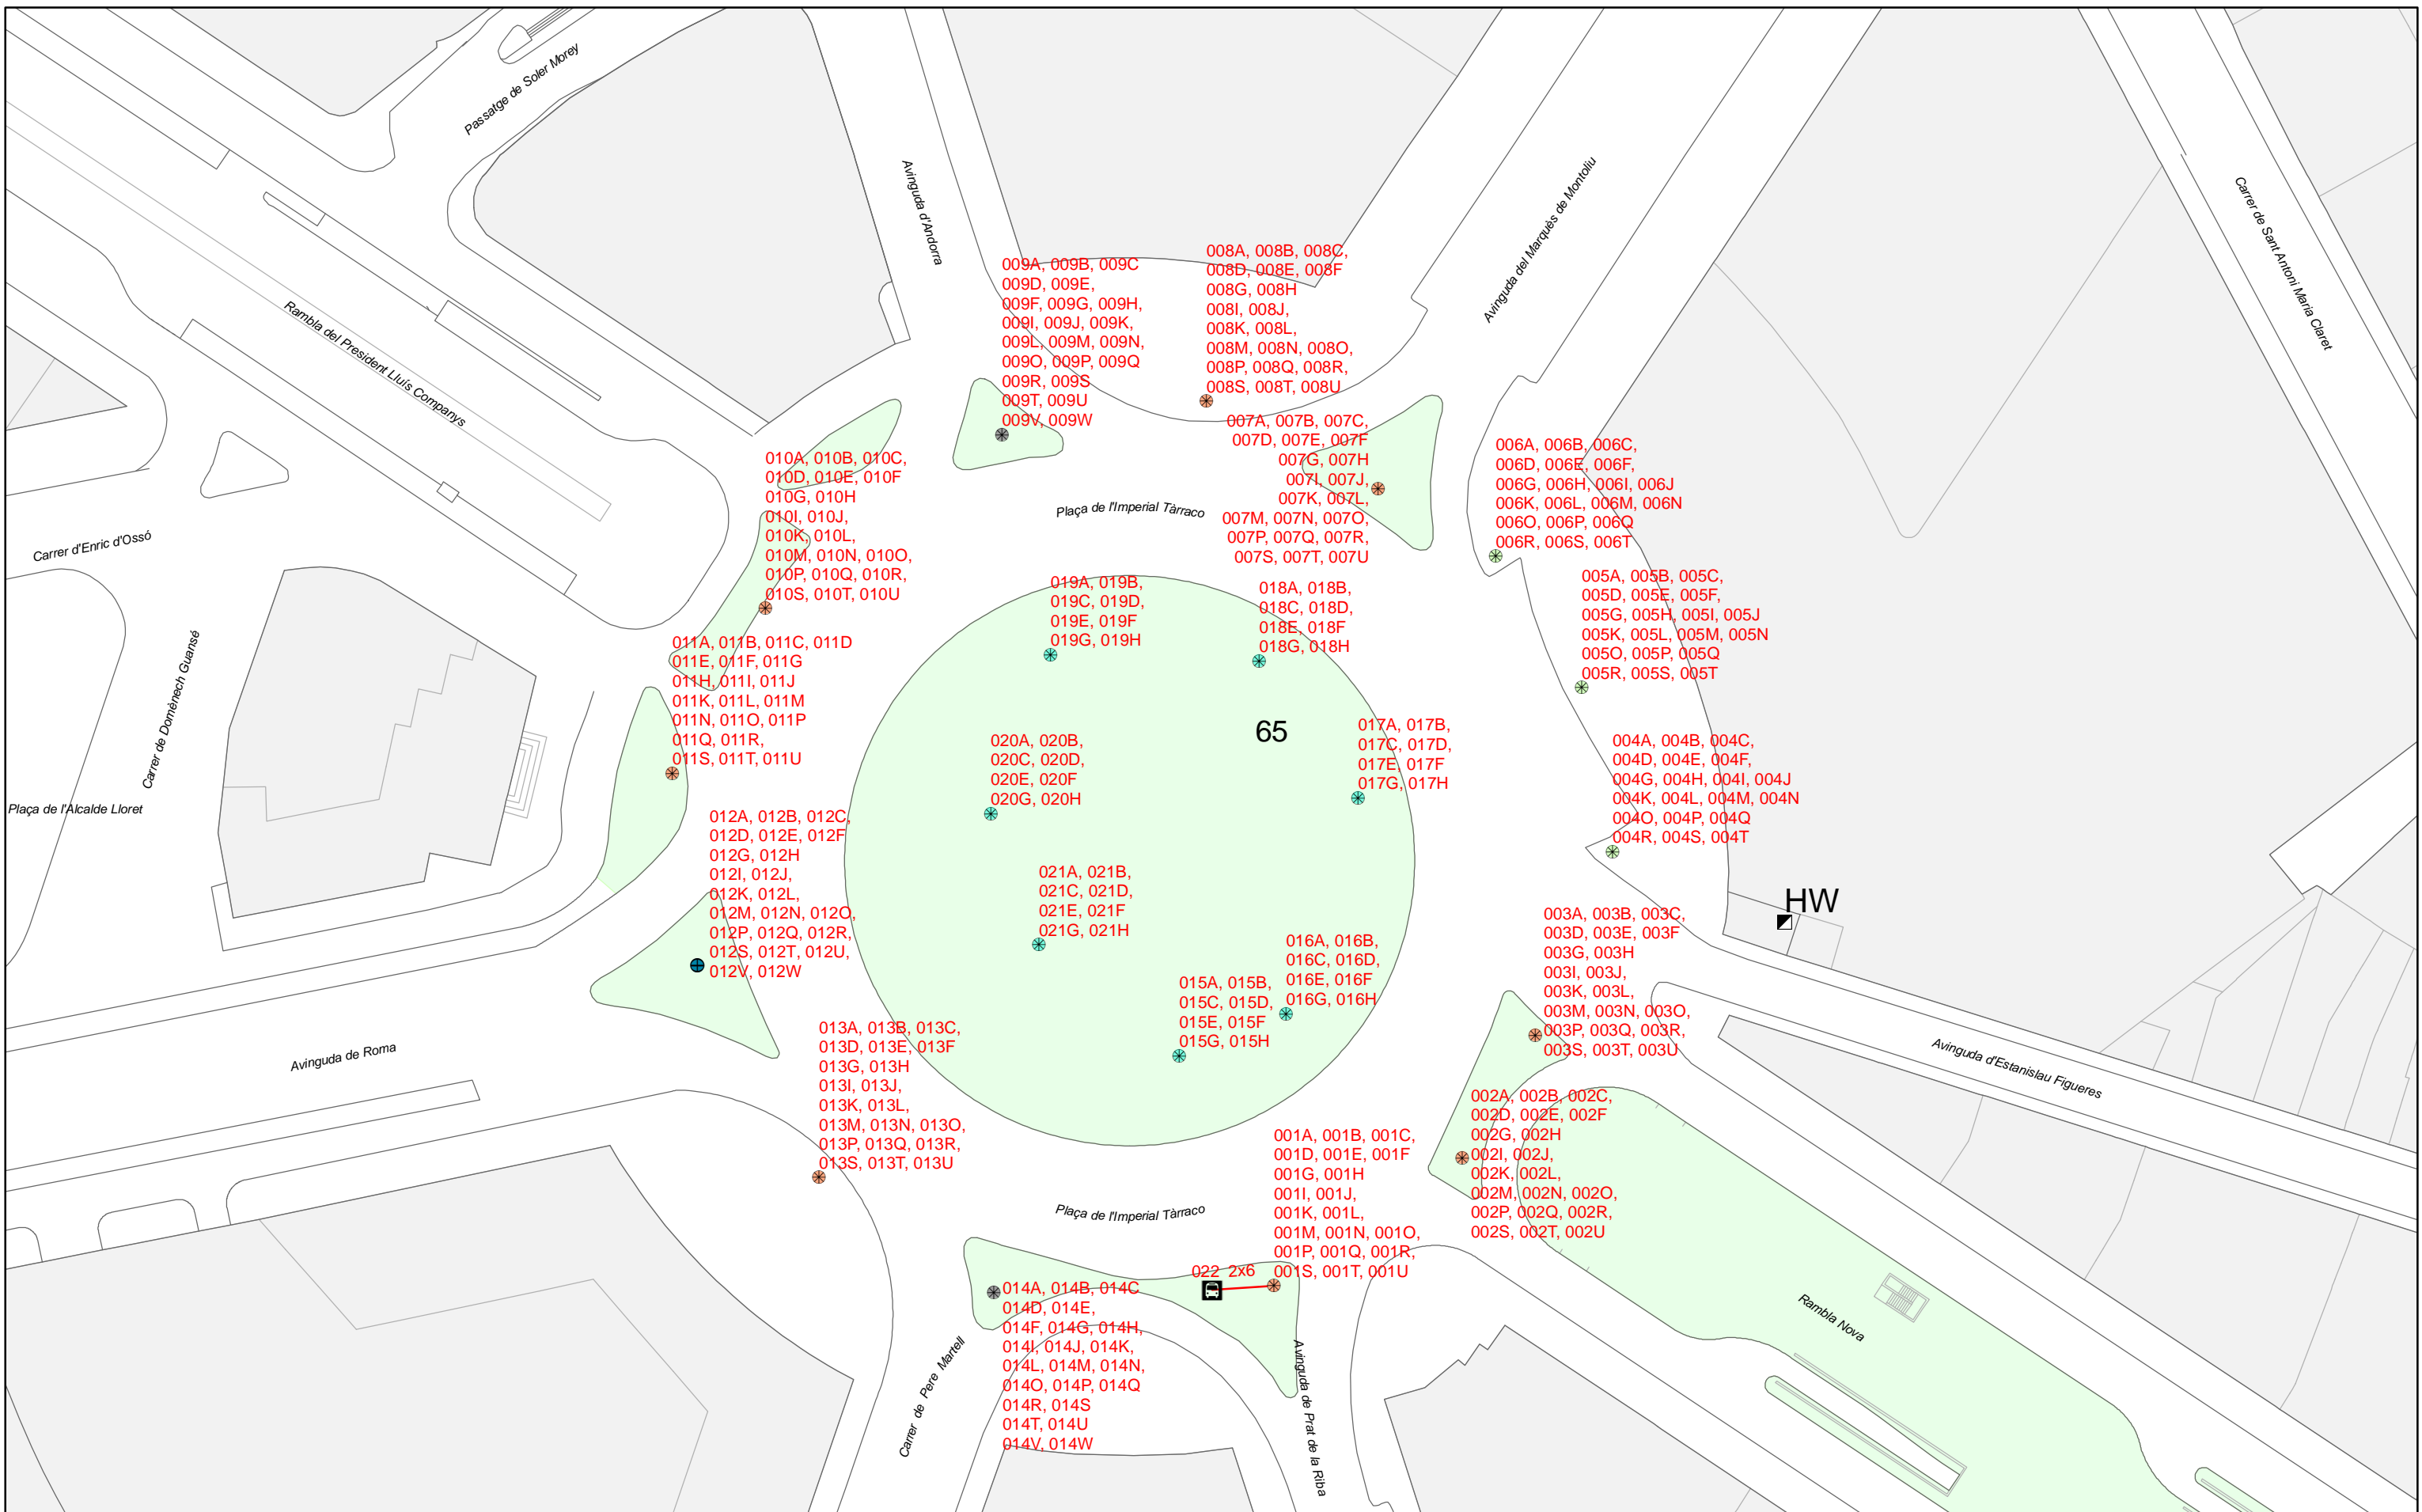 Passatge de Soler Morey
Avinguda d'Andorra
Avinguda del Marquès de Montoliu
Carrer de Sant Antoni Maria Claret
Rambla del President Lluís Companys
009A, 009B, 009C
009D, 009E,
009F, 009G, 009H,
009I, 009J, 009K,
009L, 009M, 009N,
009O, 009P, 009Q
009R, 009S
009T, 009U
009V, 009W
008A, 008B, 008C,
008D, 008E, 008F
008G, 008H
008I, 008J,
008K, 008L,
008M, 008N, 008O,
008P, 008Q, 008R,
008S, 008T, 008U
007A, 007B, 007C,
007D, 007E, 007F
007G, 007H
007I, 007J,
007K, 007L,
007M, 007N, 007O,
007P, 007Q, 007R,
007S, 007T, 007U
006A, 006B, 006C,
006D, 006E, 006F,
006G, 006H, 006I, 006J
006K, 006L, 006M, 006N
006O, 006P, 006Q
006R, 006S, 006T
010A, 010B, 010C,
010D, 010E, 010F
010G, 010H
010I, 010J,
010K, 010L,
010M, 010N, 010O,
010P, 010Q, 010R,
010S, 010T, 010U
Plaça de l'Imperial Tàrraco
Carrer d'Enric d'Ossó
005A, 005B, 005C,
005D, 005E, 005F,
005G, 005H, 005I, 005J
005K, 005L, 005M, 005N
005O, 005P, 005Q
005R, 005S, 005T
019A, 019B,
019C, 019D,
019E, 019F
019G, 019H
018A, 018B,
018C, 018D,
018E, 018F
018G, 018H
011A, 011B, 011C, 011D
011E, 011F, 011G
011H, 011I, 011J
011K, 011L, 011M
011N, 011O, 011P
011Q, 011R,
011S, 011T, 011U
Carrer de Domènech Guansé
65
017A, 017B,
017C, 017D,
017E, 017F
017G, 017H
020A, 020B,
020C, 020D,
020E, 020F
020G, 020H
004A, 004B, 004C,
004D, 004E, 004F,
004G, 004H, 004I, 004J
004K, 004L, 004M, 004N
004O, 004P, 004Q
004R, 004S, 004T
Plaça de l'Alcalde Lloret
012A, 012B, 012C,
012D, 012E, 012F
012G, 012H
012I, 012J,
012K, 012L,
012M, 012N, 012O,
012P, 012Q, 012R,
012S, 012T, 012U,
012V, 012W
021A, 021B,
021C, 021D,
021E, 021F
021G, 021H
HW
003A, 003B, 003C,
003D, 003E, 003F
003G, 003H
003I, 003J,
003K, 003L,
003M, 003N, 003O,
003P, 003Q, 003R,
003S, 003T, 003U
016A, 016B,
016C, 016D,
016E, 016F
016G, 016H
015A, 015B,
015C, 015D,
015E, 015F
015G, 015H
013A, 013B, 013C,
013D, 013E, 013F
013G, 013H
013I, 013J,
013K, 013L,
013M, 013N, 013O,
013P, 013Q, 013R,
013S, 013T, 013U
Avinguda de Roma
Avinguda d'Estanislau Figueres
002A, 002B, 002C,
002D, 002E, 002F
002G, 002H
002I, 002J,
002K, 002L,
002M, 002N, 002O,
002P, 002Q, 002R,
002S, 002T, 002U
001A, 001B, 001C,
001D, 001E, 001F
001G, 001H
001I, 001J,
001K, 001L,
001M, 001N, 001O,
001P, 001Q, 001R,
001S, 001T, 001U
Plaça de l'Imperial Tàrraco
022 2x6
014A, 014B, 014C
014D, 014E,
014F, 014G, 014H,
014I, 014J, 014K,
014L, 014M, 014N,
014O, 014P, 014Q
014R, 014S
014T, 014U
014V, 014W
Rambla Nova
Carrer de Pere Martell
Avinguda de Prat de la Riba